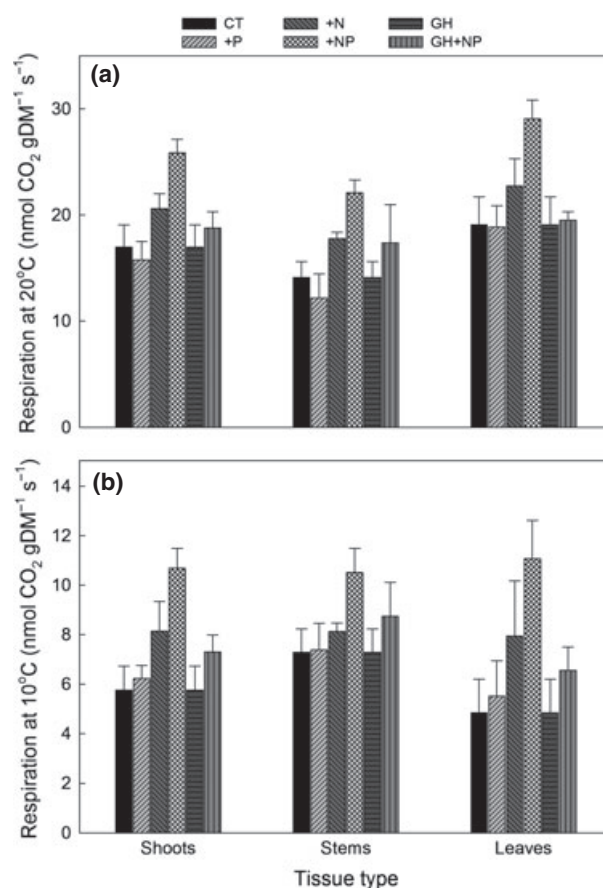 CT +N GH
+P +NP GH+NP
(a)
30
20
10
0
Respiration at 20°C (nmol CO₂ gDM⁻¹ s⁻¹)
(b)
14
12
10
8
6
4
2
0
Respiration at 10°C (nmol CO₂ gDM⁻¹ s⁻¹)
Shoots Stems Leaves
Tissue type